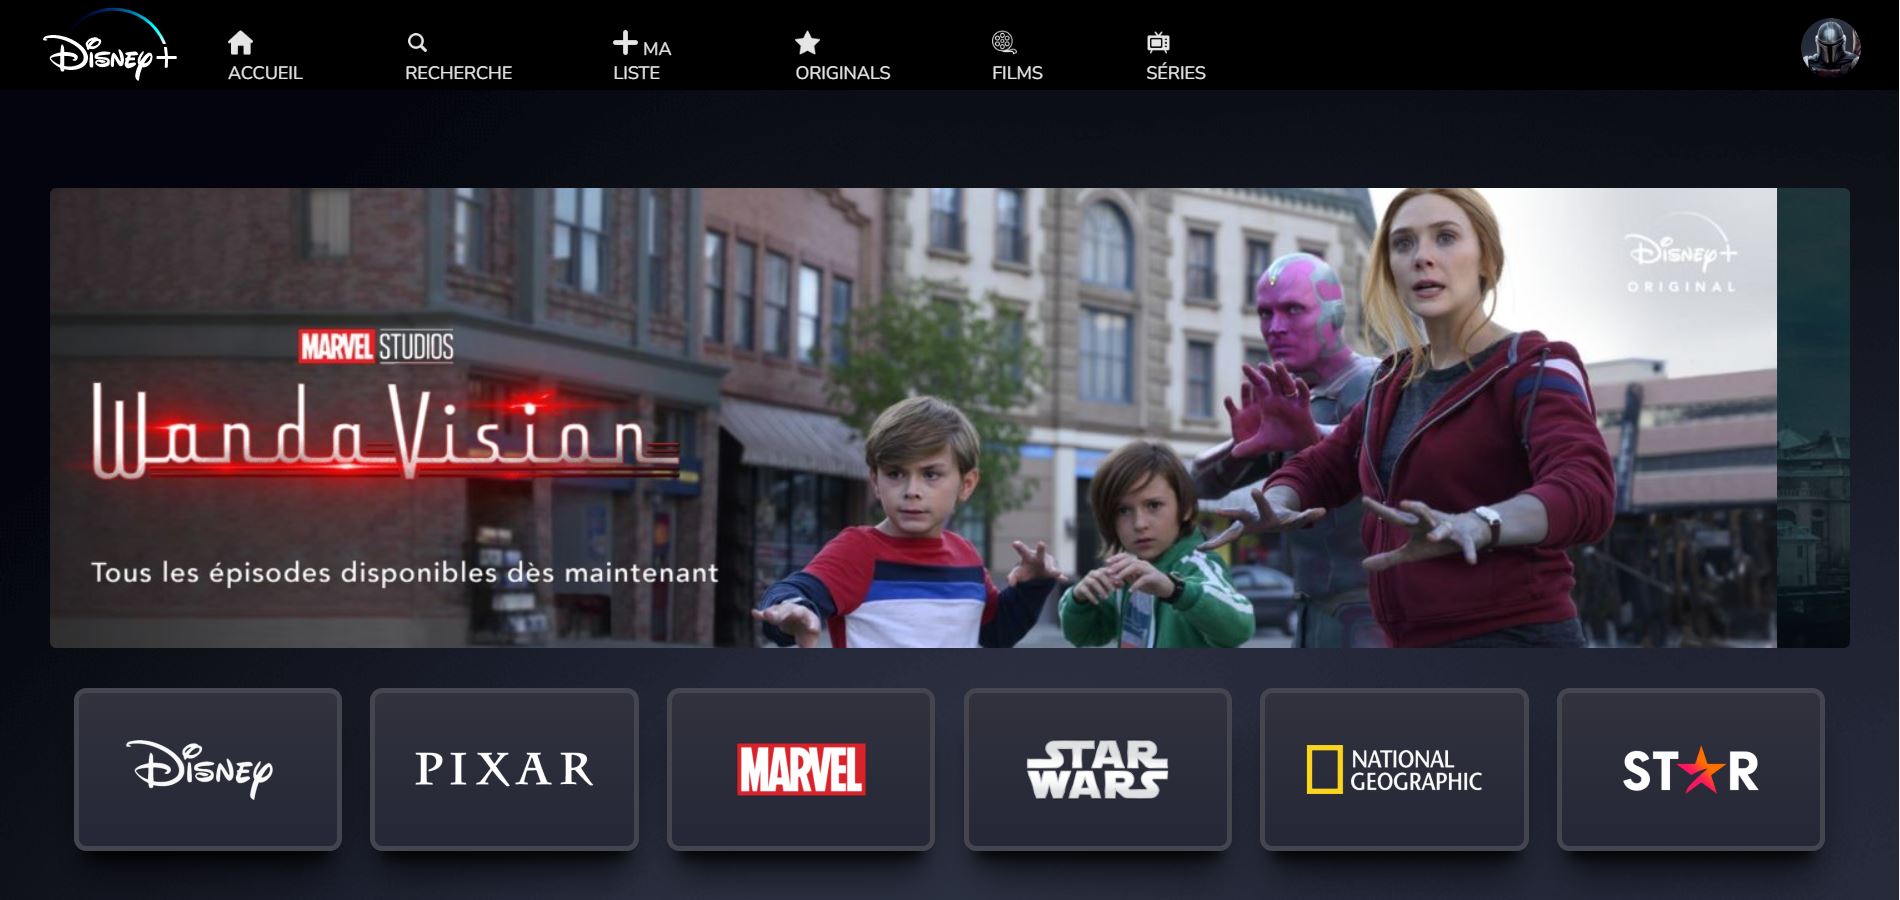 Disney+
ACCUEIL
RECHERCHE
MA
LISTE
ORIGINALS
FILMS
SÉRIES
Disney+
ORIGINAL
MARVEL STUDIOS
WandaVision
Tous les épisodes disponibles dès maintenant
Disney
PIXAR
MARVEL
STAR
WARS
NATIONAL
GEOGRAPHIC
STAR